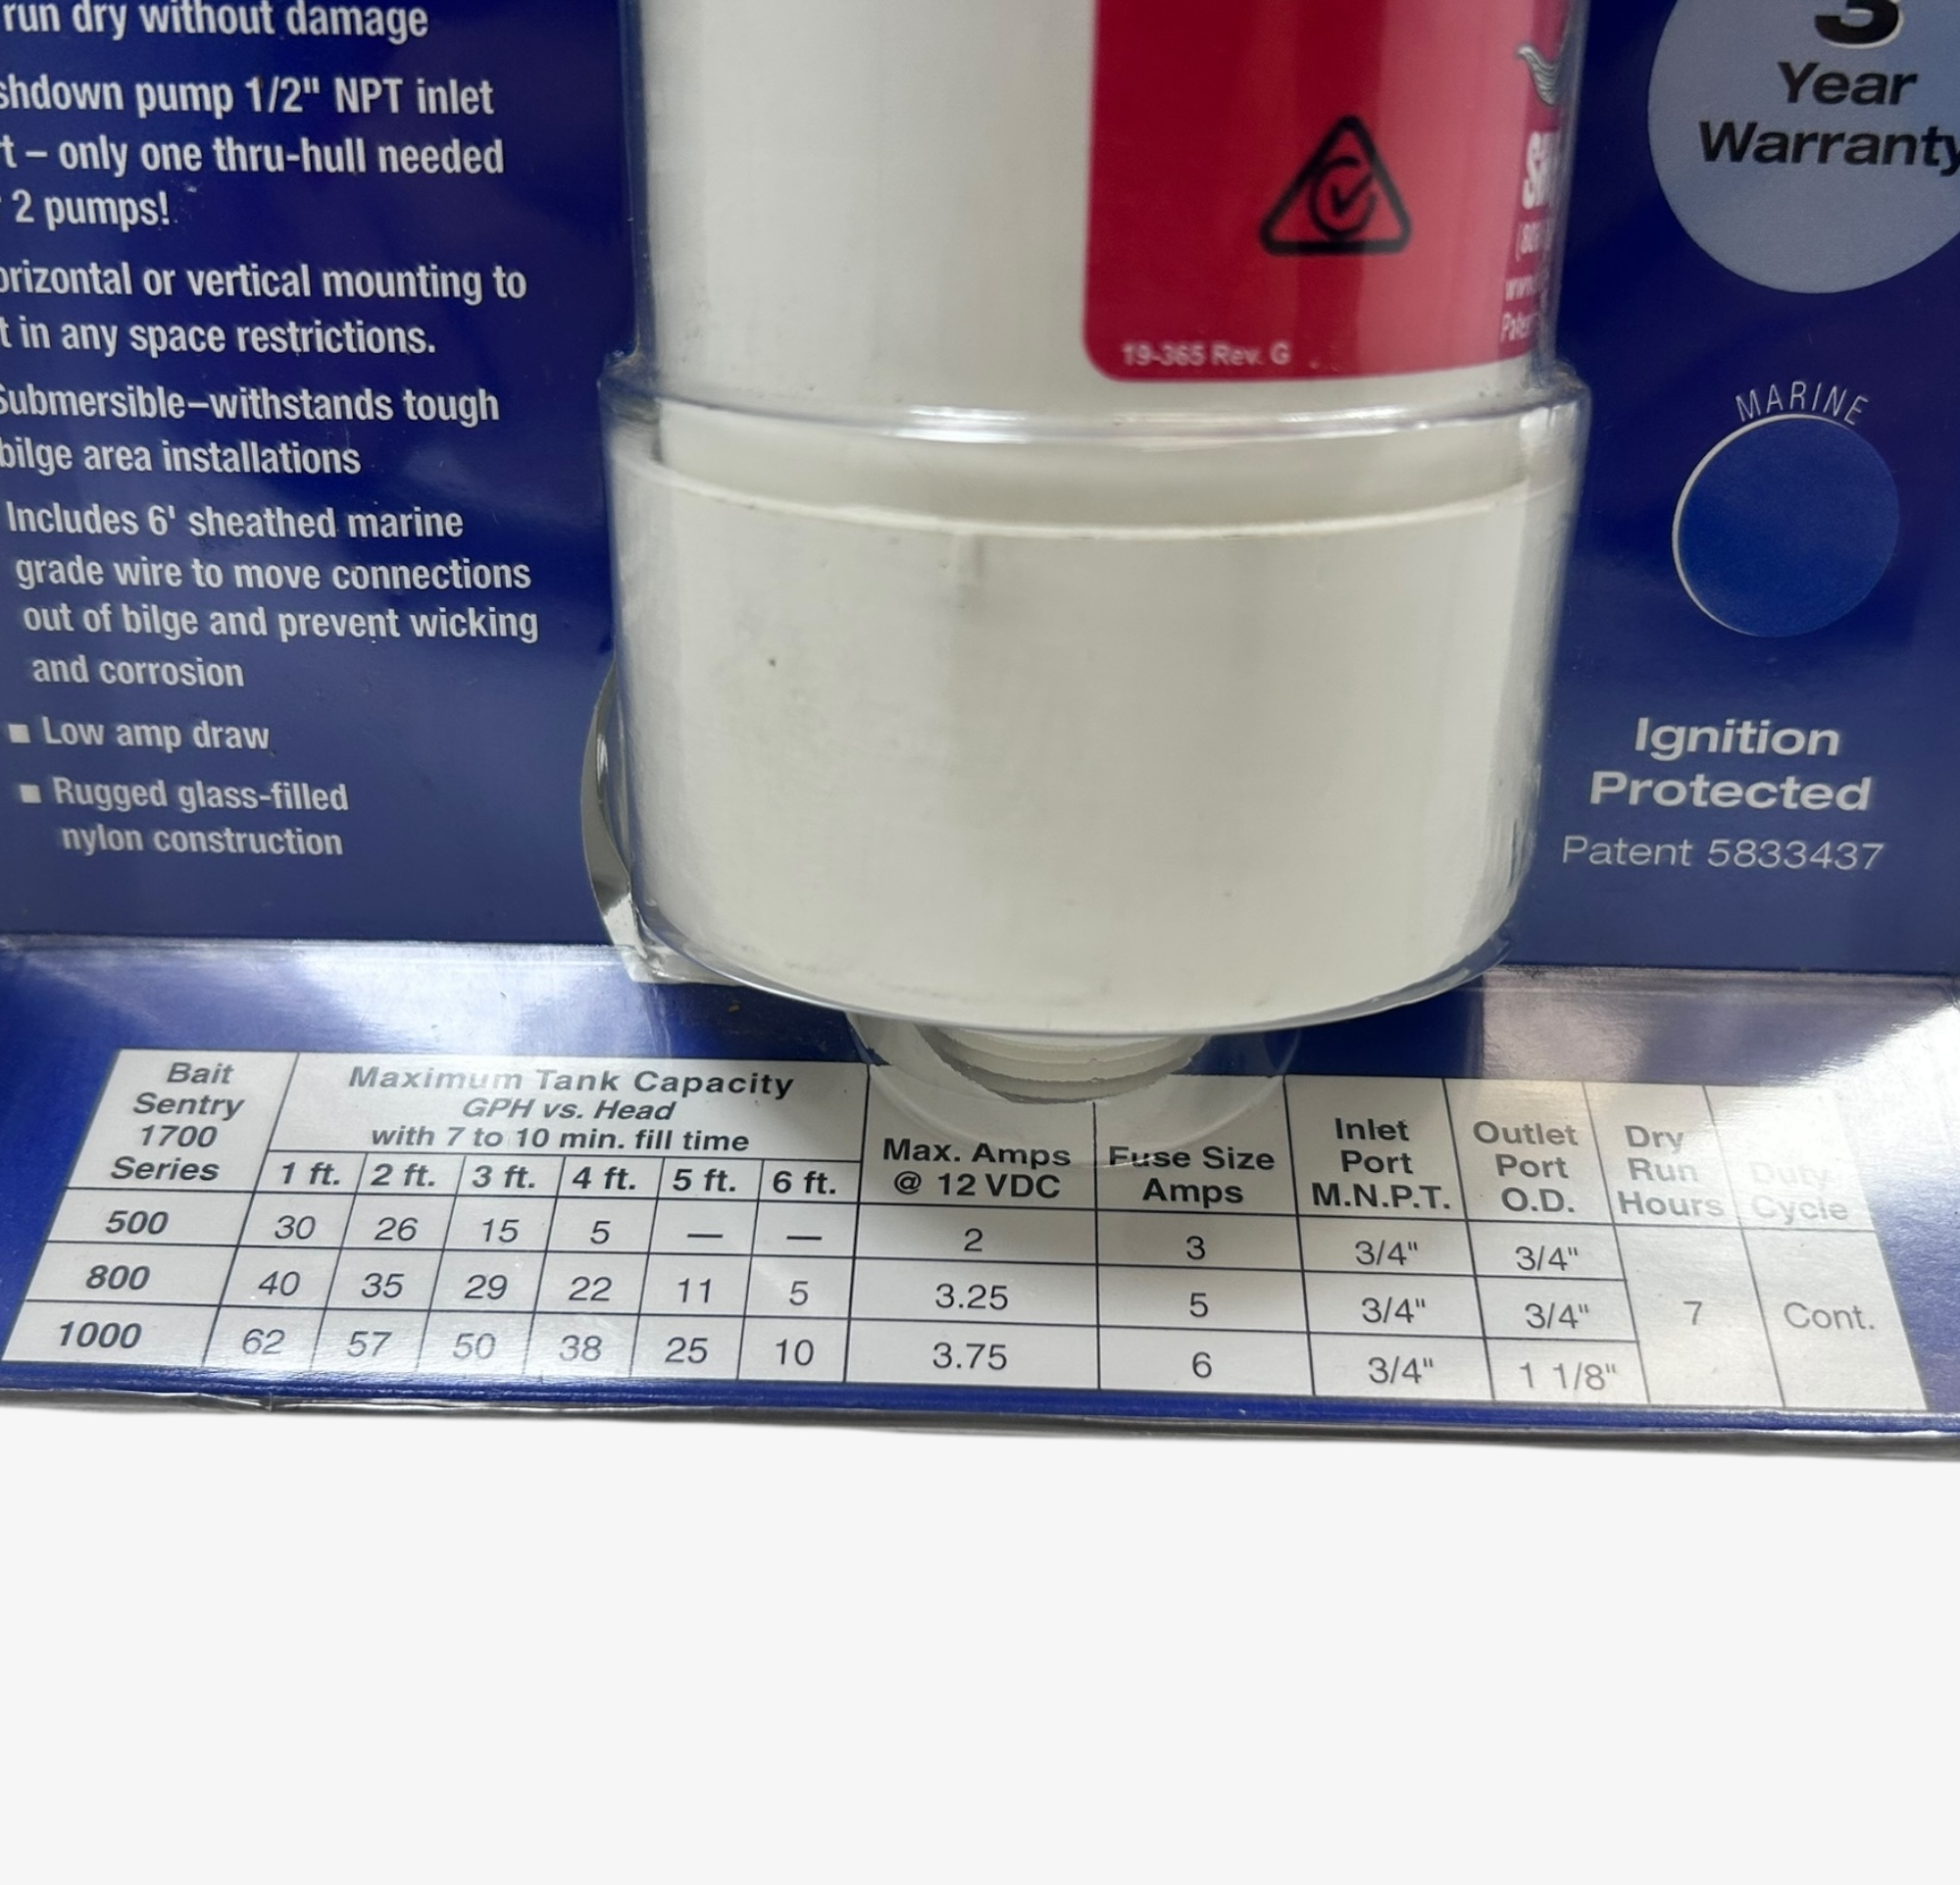 run dry without damage
shdown pump 1/2" NPT inlet
t – only one thru-hull needed
2 pumps!
orizontal or vertical mounting to
t in any space restrictions.
Submersible–withstands tough
bilge area installations
Includes 6' sheathed marine
grade wire to move connections
out of bilge and prevent wicking
and corrosion
■ Low amp draw
■ Rugged glass-filled
nylon construction
19-365 Rev. G
3
Year
Warranty
MARINE
Ignition
Protected
Patent 5833437
Bait Sentry 1700 Series
Maximum Tank Capacity
GPH vs. Head
with 7 to 10 min. fill time
1 ft. 2 ft. 3 ft. 4 ft. 5 ft. 6 ft.
Max. Amps @ 12 VDC
Fuse Size Amps
Inlet Port M.N.P.T.
Outlet Port O.D.
Dry Run Hours
Duty Cycle
500 30 26 15 5 — — 2 3 3/4" 3/4"
800 40 35 29 22 11 5 3.25 5 3/4" 3/4" 7 Cont.
1000 62 57 50 38 25 10 3.75 6 3/4" 1 1/8"